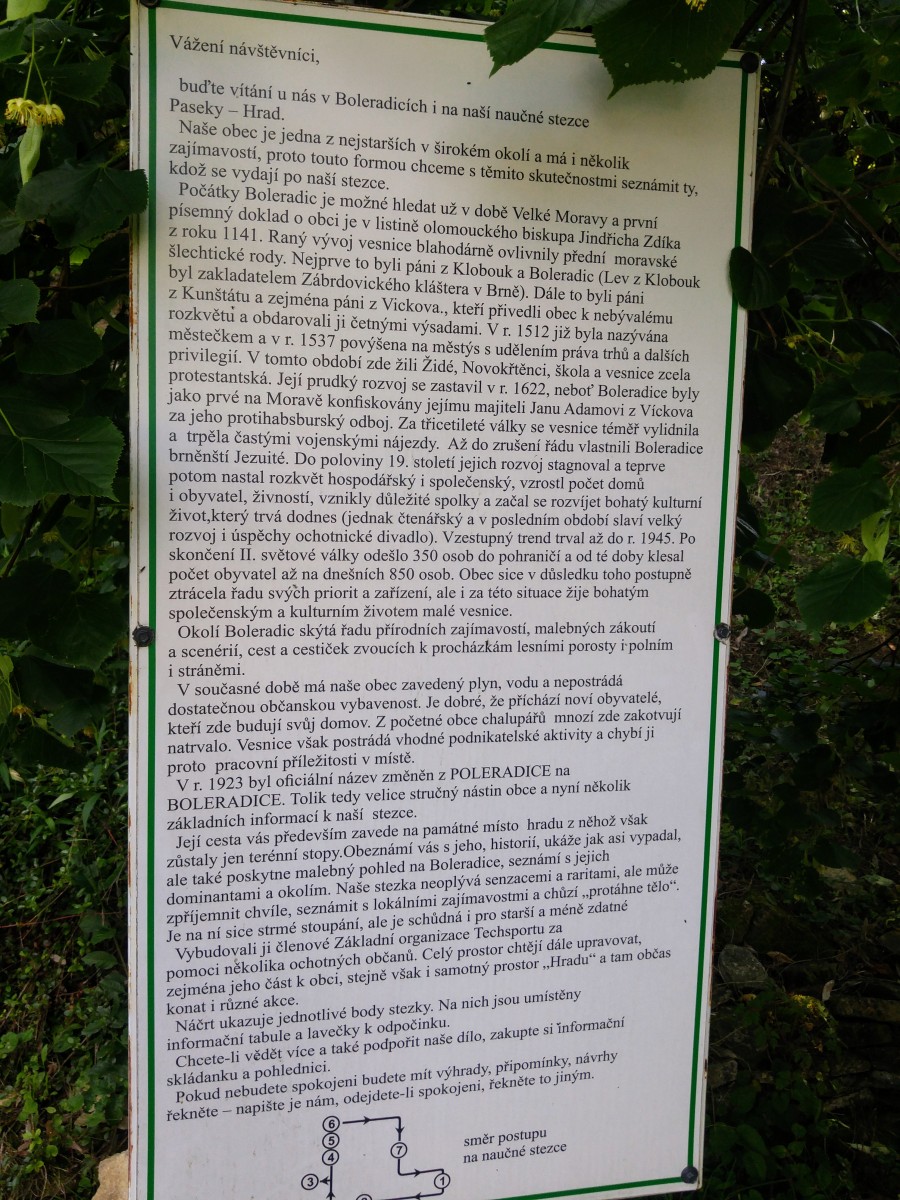 Vážení návštěvníci,
buďte vítání u nás v Boleradicích i na naší naučné stezce
Paseky – Hrad.
Naše obec je jedna z nejstarších v širokém okolí a má i několik
zajímavostí, proto touto formou chceme s těmito skutečnostmi seznámit ty,
kdož se vydají po naší stezce.
Počátky Boleradic je možné hledat už v době Velké Moravy a první
písemný doklad o obci je v listině olomouckého biskupa Jindřicha Zdíka
z roku 1141. Raný vývoj vesnice blahodárně ovlivnily přední moravské
šlechtické rody. Nejprve to byli páni z Klobouk a Boleradic (Lev z Klobouk
byl zakladatelem Zábrdovického kláštera v Brně). Dále to byli páni
z Kunštátu a zejména páni z Vickova., kteří přivedli obec k nebývalému
rozkvětu a obdarovali ji četnými výsadami. V r. 1512 již byla nazývána
městečkem a v r. 1537 povýšena na městýs s udělením práva trhů a dalších
privilegií. V tomto období zde žili Židé, Novokřtěnci, škola a vesnice zcela
protestantská. Její prudký rozvoj se zastavil v r. 1622, neboť Boleradice byly
jako prvé na Moravě konfiskovány jejímu majiteli Janu Adamovi z Víckova
za jeho protihabsburský odboj. Za třicetileté války se vesnice téměř vylidnila
a trpěla častými vojenskými nájezdy. Až do zrušení řádu vlastnili Boleradice
brněnští Jezuité. Do poloviny 19. století jejich rozvoj stagnoval a teprve
potom nastal rozkvět hospodářský i společenský, vzrostl počet domů
i obyvatel, živností, vznikly důležité spolky a začal se rozvíjet bohatý kulturní
život,který trvá dodnes (jednak čtenářský a v posledním období slaví velký
rozvoj i úspěchy ochotnické divadlo). Vzestupný trend trval až do r. 1945. Po
skončení II. světové války odešlo 350 osob do pohraničí a od té doby klesal
počet obyvatel až na dnešních 850 osob. Obec sice v důsledku toho postupně
ztrácela řadu svých priorit a zařízení, ale i za této situace žije bohatým
společenským a kulturním životem malé vesnice.
Okolí Boleradic skýtá řadu přírodních zajímavostí, malebných zákoutí
a scenérií, cest a cestiček zvoucích k procházkám lesními porosty i polním
i stráněmi.
V současné době má naše obec zavedený plyn, vodu a nepostrádá
dostatečnou občanskou vybavenost. Je dobré, že příchází noví obyvatelé,
kteří zde budují svůj domov. Z početné obce chalupářů mnozí zde zakotvují
natrvalo. Vesnice však postrádá vhodné podnikatelské aktivity a chybí ji
proto pracovní příležitosti v místě.
V r. 1923 byl oficiální název změněn z POLERADICE na
BOLERADICE. Tolik tedy velice stručný nástin obce a nyní několik
základních informací k naší stezce.
Její cesta vás především zavede na památné místo hradu z něhož však
zůstaly jen terénní stopy.Obeznámí vás s jeho, historií, ukáže jak asi vypadal,
ale také poskytne malebný pohled na Boleradice, seznámí s jejich
dominantami a okolím. Naše stezka neoplývá senzacemi a raritami, ale může
zpříjemnit chvíle, seznámit s lokálními zajímavostmi a chůzí „protáhne tělo“.
Je na ní sice strmé stoupání, ale je schůdná i pro starší a méně zdatné
Vybudovali ji členové Základní organizace Techsportu za
pomoci několika ochotných občanů. Celý prostor chtějí dále upravovat,
zejména jeho část k obci, stejně však i samotný prostor „Hradu“ a tam občas
konat i různé akce.
Náčrt ukazuje jednotlivé body stezky. Na nich jsou umístěny
informační tabule a lavečky k odpočinku.
Chcete-li vědět více a také podpořit naše dílo, zakupte si informační
skládanku a pohlednici.
Pokud nebudete spokojeni budete mít výhrady, připomínky, návrhy
řekněte – napište je nám, odejdete-li spokojeni, řekněte to jiným.
6
5
4
3
7
1
směr postupu
na naučné stezce